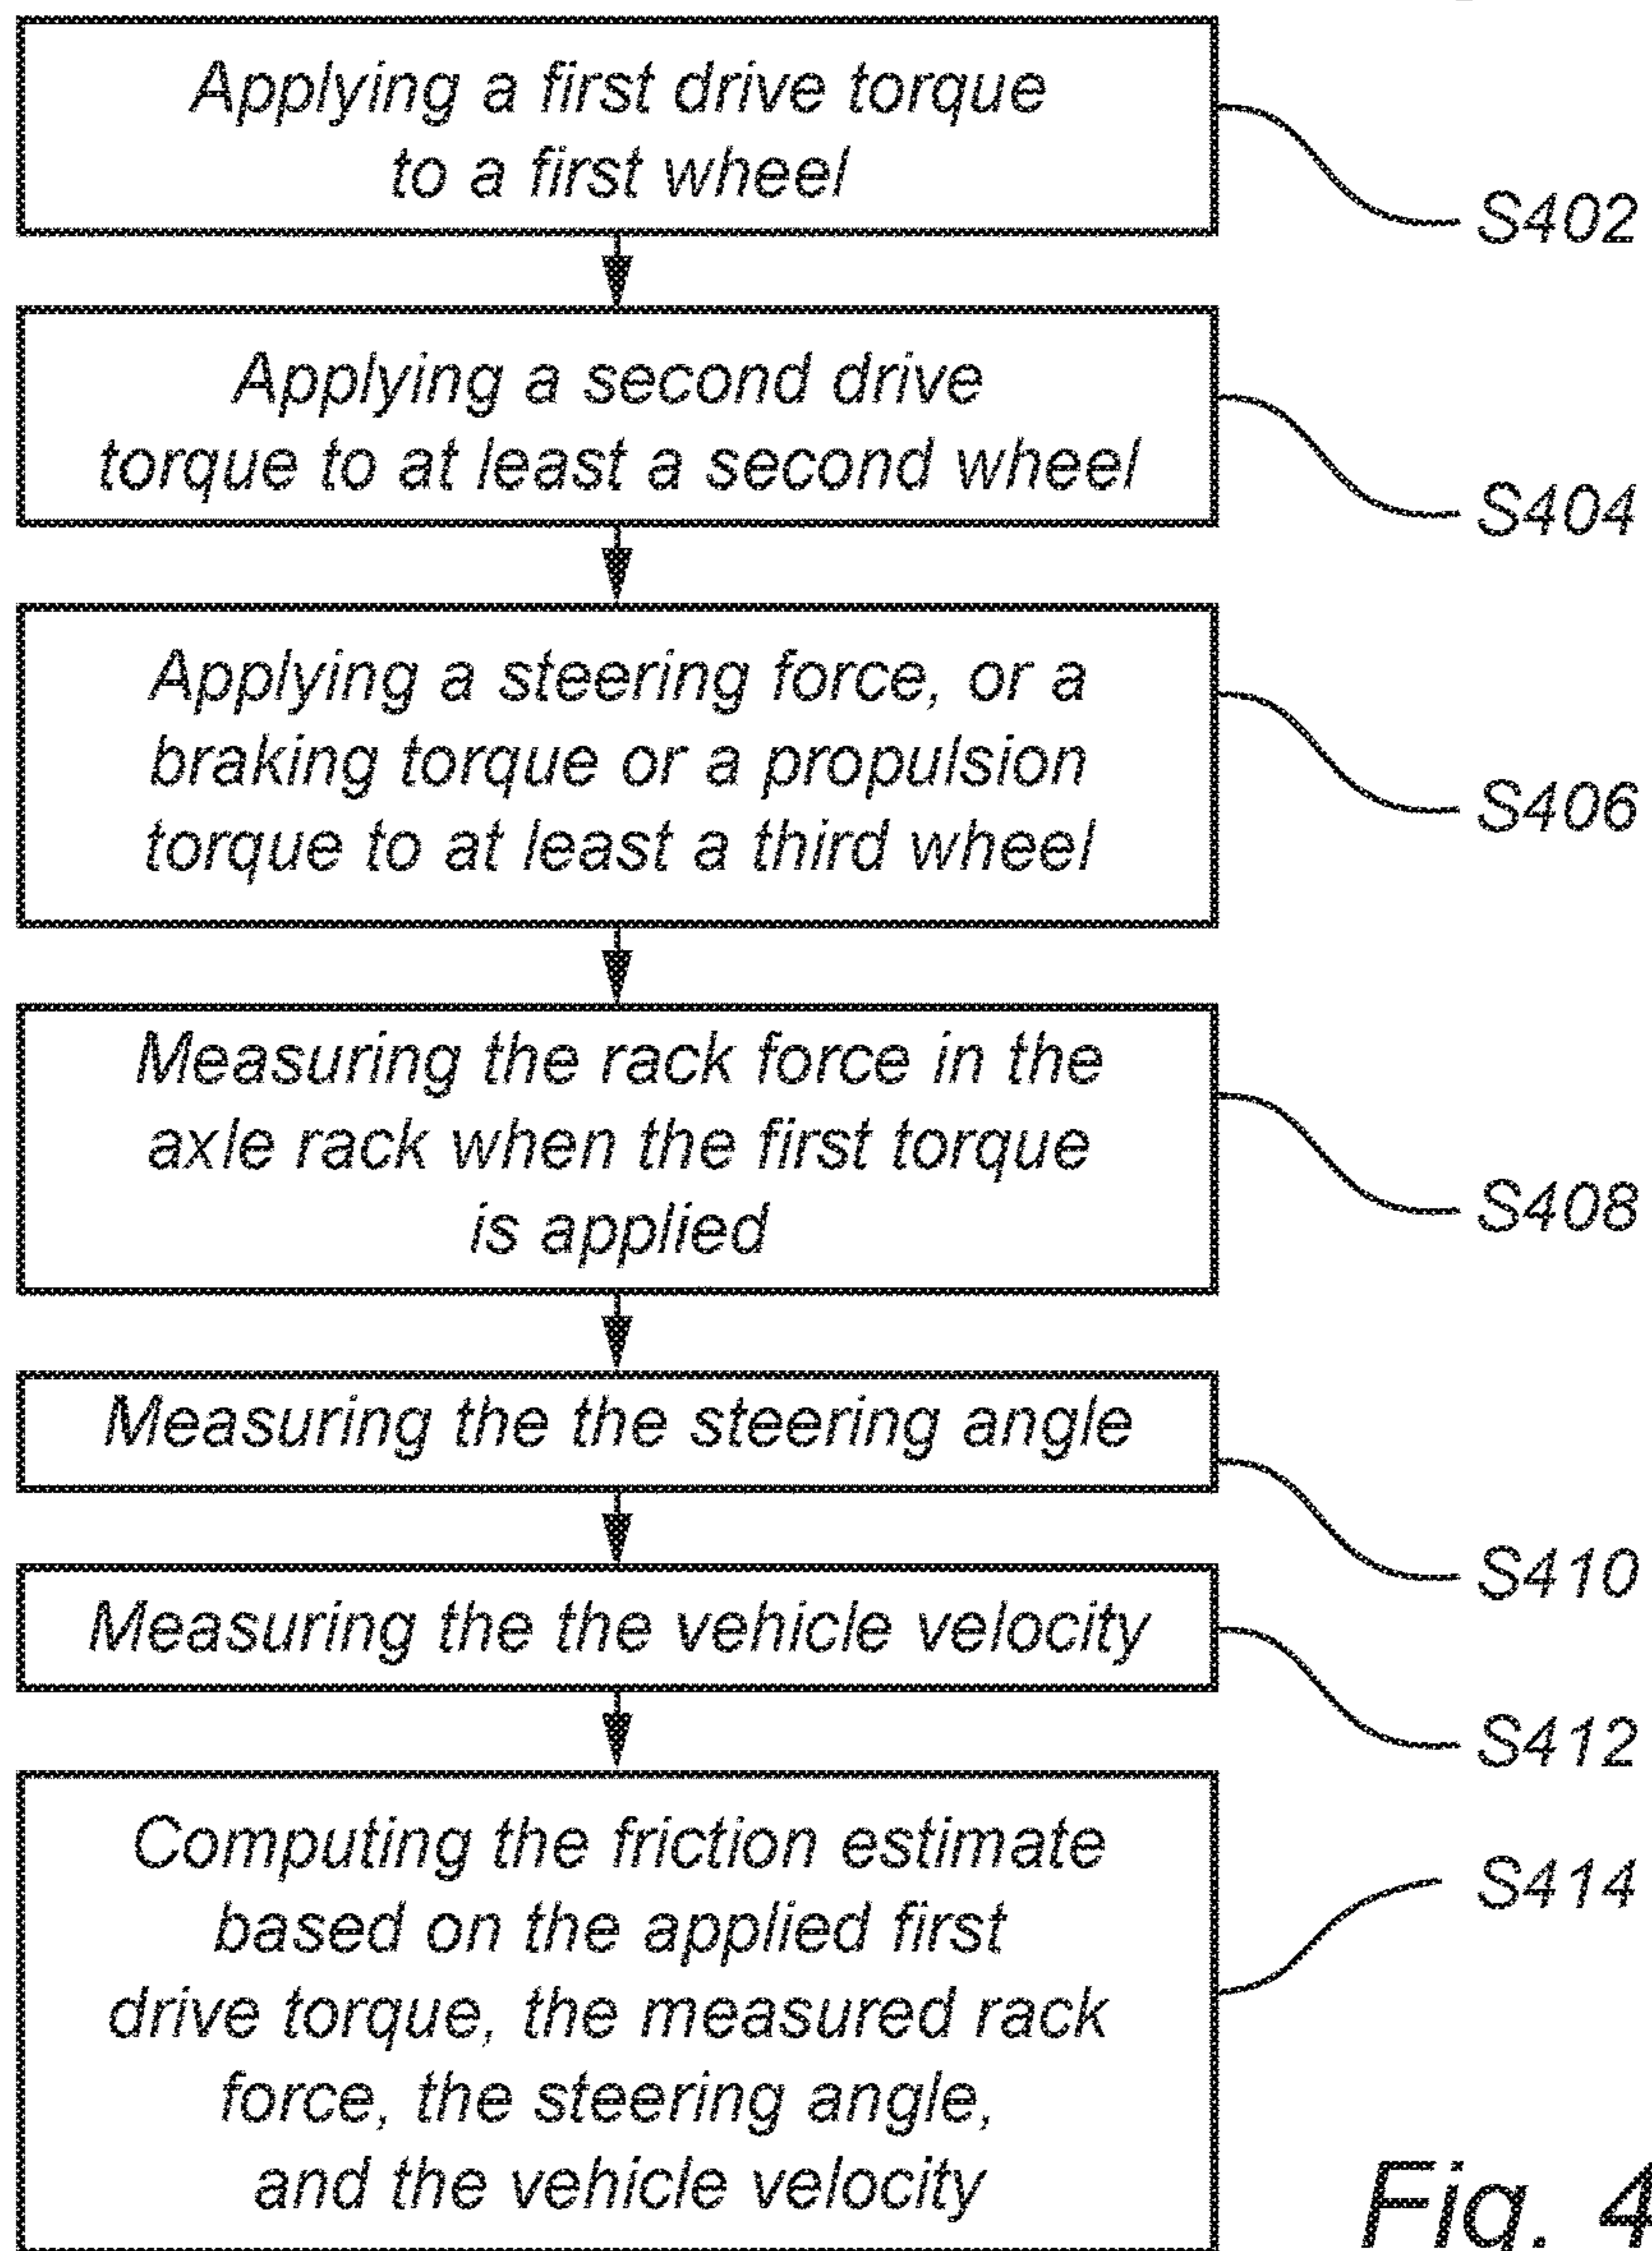 Applying a first drive torque
to a first wheel
S402
Applying a second drive
torque to at least a second wheel
S404
Applying a steering force, or a
braking torque or a propulsion
torque to at least a third wheel
S406
Measuring the rack force in the
axle rack when the first torque
is applied
S408
Measuring the the steering angle
S410
Measuring the the vehicle velocity
S412
Computing the friction estimate
based on the applied first
drive torque, the measured rack
force, the steering angle,
and the vehicle velocity
S414
Fig. 4